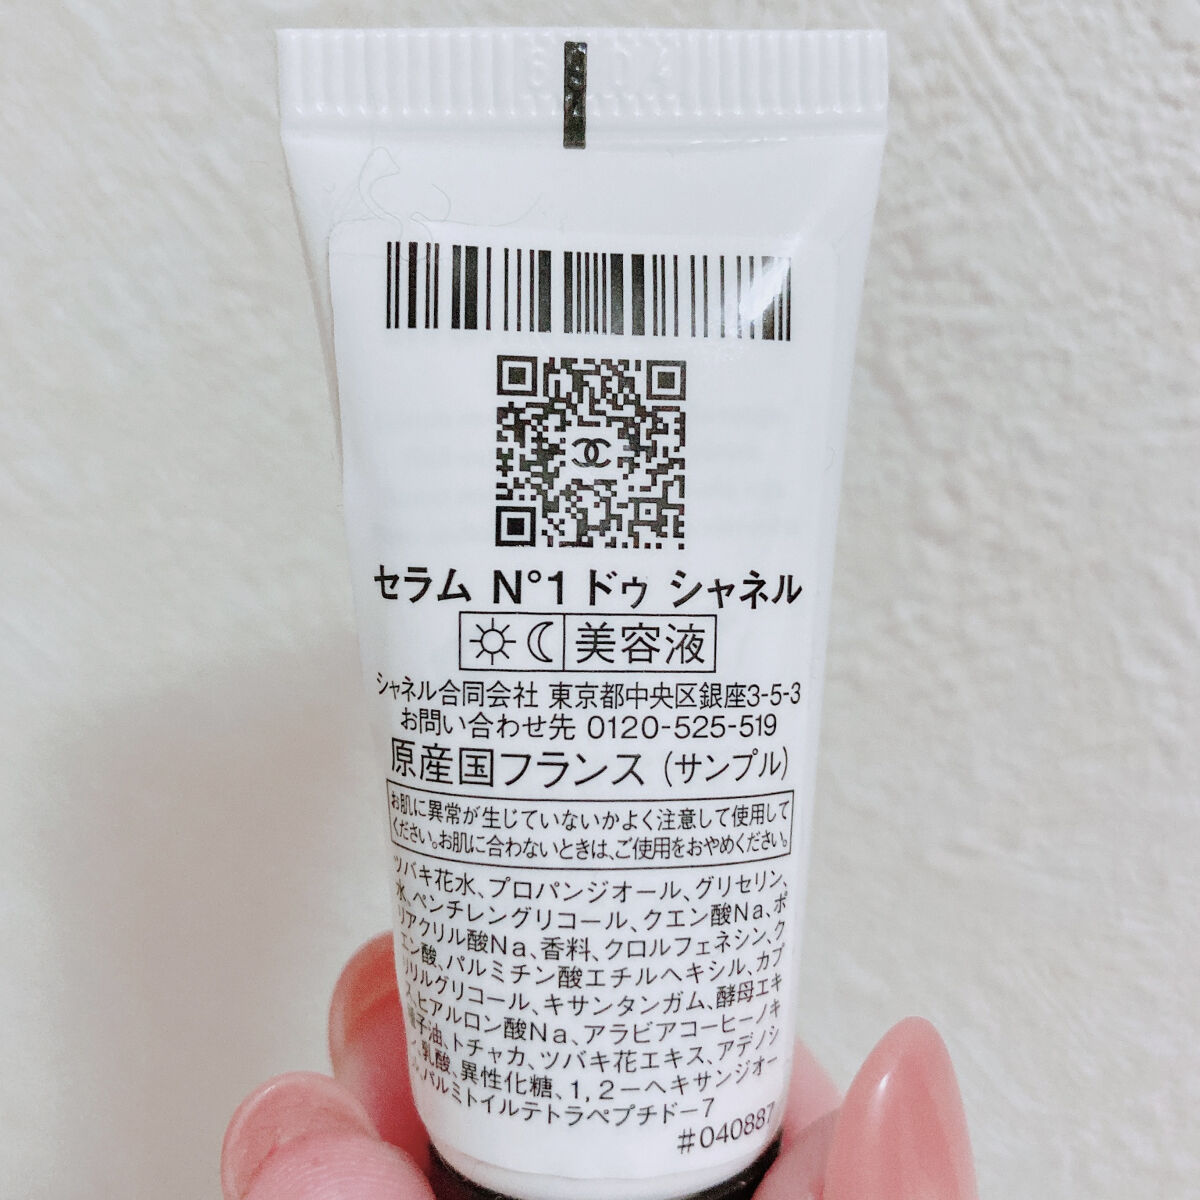 セラム N°1 ドゥ シャネル
美容液
シャネル合同会社 東京都中央区銀座3-5-3
お問い合わせ先 0120-525-519
原産国フランス (サンプル)
お肌に異常が生じていないかよく注意して使用して
ください。お肌に合わないときは、ご使用をおやめください。
ツバキ花水、プロパンジオール、グリセリン、
水、ペンチレングリコール、クエン酸Na、ポ
リアクリル酸Na、香料、クロルフェネシン、ク
エン酸、パルミチン酸エチルヘキシル、カプ
リリルグリコール、キサンタンガム、酵母エキ
ス、ヒアルロン酸Na、アラビアコーヒーノキ
種子油、トチャカ、ツバキ花エキス、アデノシ
ン、乳酸、異性化糖、1,2-ヘキサンジオー
ル、パルミトイルテトラペプチド-7
#040887